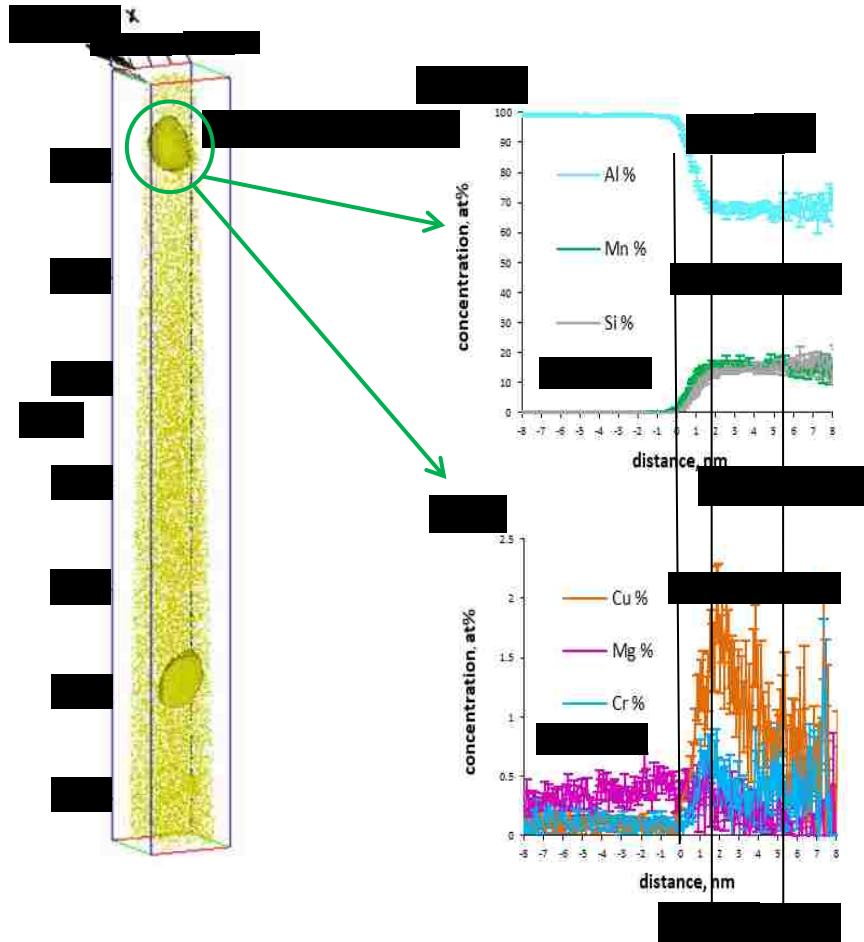 x
concentration, at%
100
90
80
70
60
50
40
30
20
10
0
Al %
Mn %
Si %
-8 -7 -6 -5 -4 -3 -2 -1 0 1 2 3 4 5 6 7 8
distance, nm
concentration, at%
2.5
2
1.5
1
0.5
0
Cu %
Mg %
Cr %
-8 -7 -6 -5 -4 -3 -2 -1 0 1 2 3 4 5 6 7 8
distance, nm